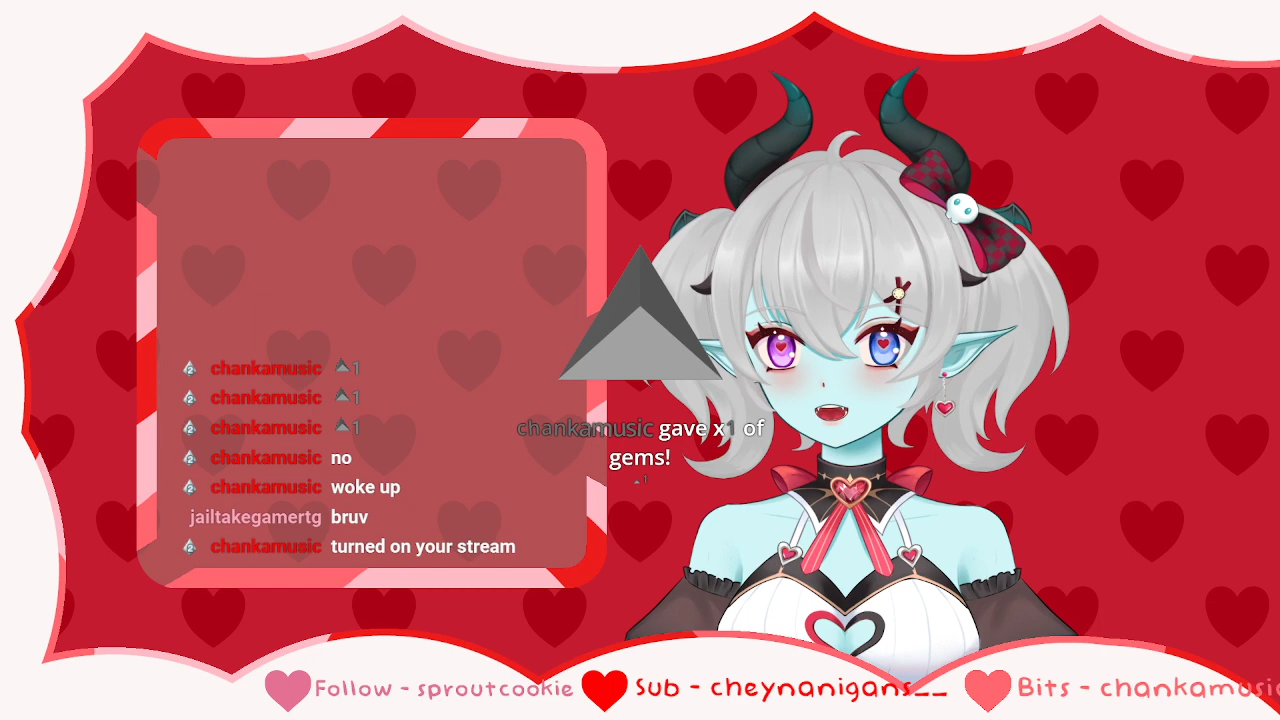 chankamusic 1
chankamusic 1
chankamusic 1
chankamusic no
chankamusic woke up
jailtakegamertg bruv
chankamusic turned on your stream
chankamusic gave x1 of
gems!
1
Follow - sproutcookie Sub - cheynanigans__ Bits - chankamusic